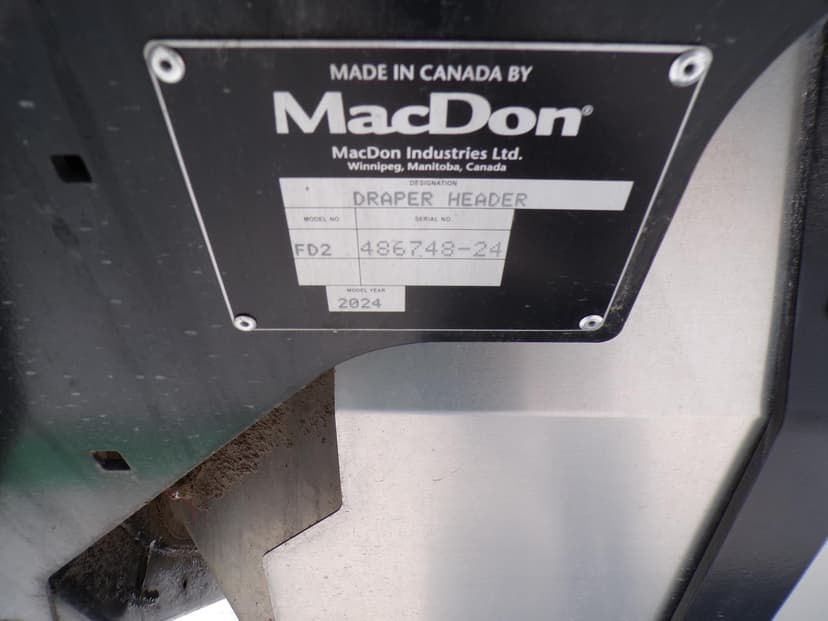 MADE IN CANADA BY
MacDon®
MacDon Industries Ltd.
Winnipeg, Manitoba, Canada
DESIGNATION
DRAPER HEADER
MODEL NO. SERIAL NO.
FD2 486748-24
MODEL YEAR
2024